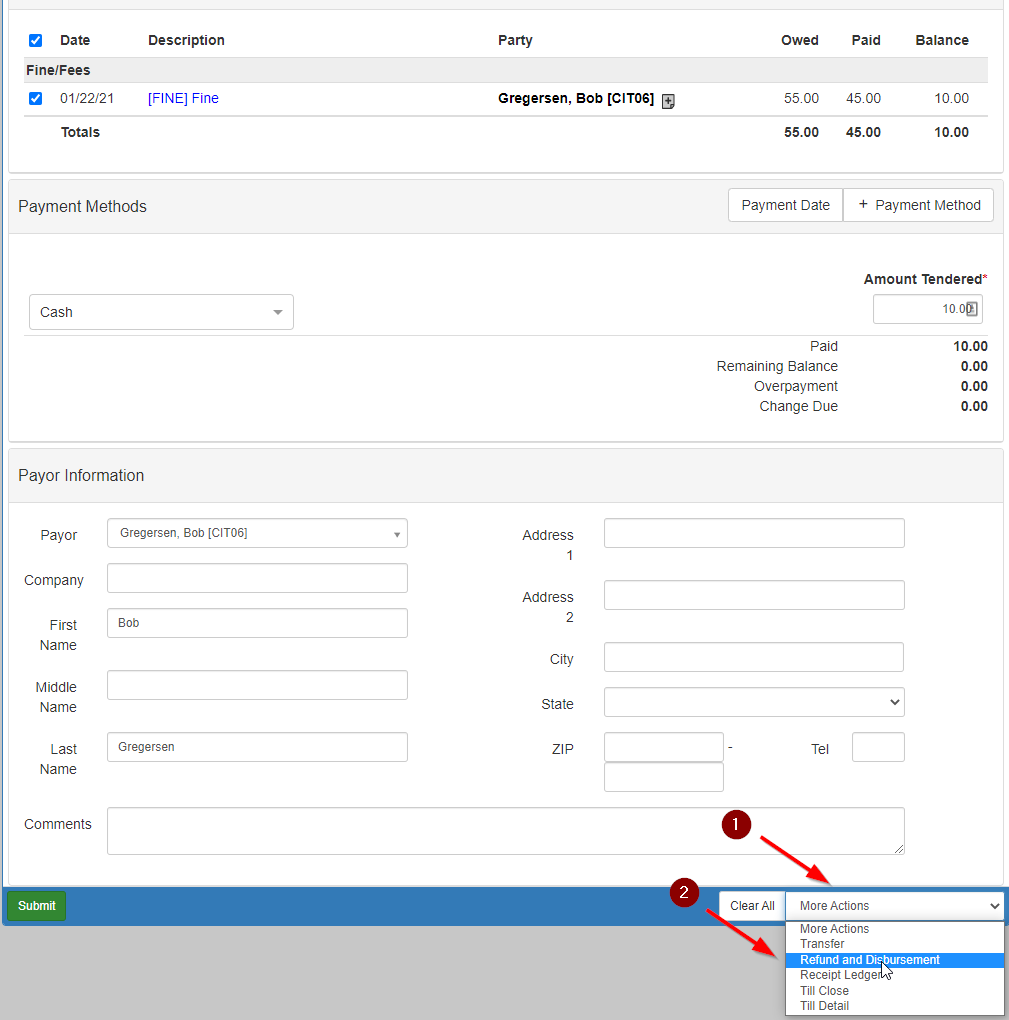 Date Description Party Owed Paid Balance
Fine/Fees
01/22/21 [FINE] Fine Gregersen, Bob [CIT06] 55.00 45.00 10.00
Totals 55.00 45.00 10.00
Payment Methods Payment Date + Payment Method
Amount Tendered*
Cash 10.00
Paid 10.00
Remaining Balance 0.00
Overpayment 0.00
Change Due 0.00
Payor Information
Payor Gregersen, Bob [CIT06]
Company
First
Name
Bob
Middle
Name
Last
Name
Gregersen
Address
1
Address
2
City
State
ZIP - Tel
Comments
1
2
Submit Clear All More Actions
More Actions
Transfer
Refund and Disbursement
Receipt Ledger
Till Close
Till Detail